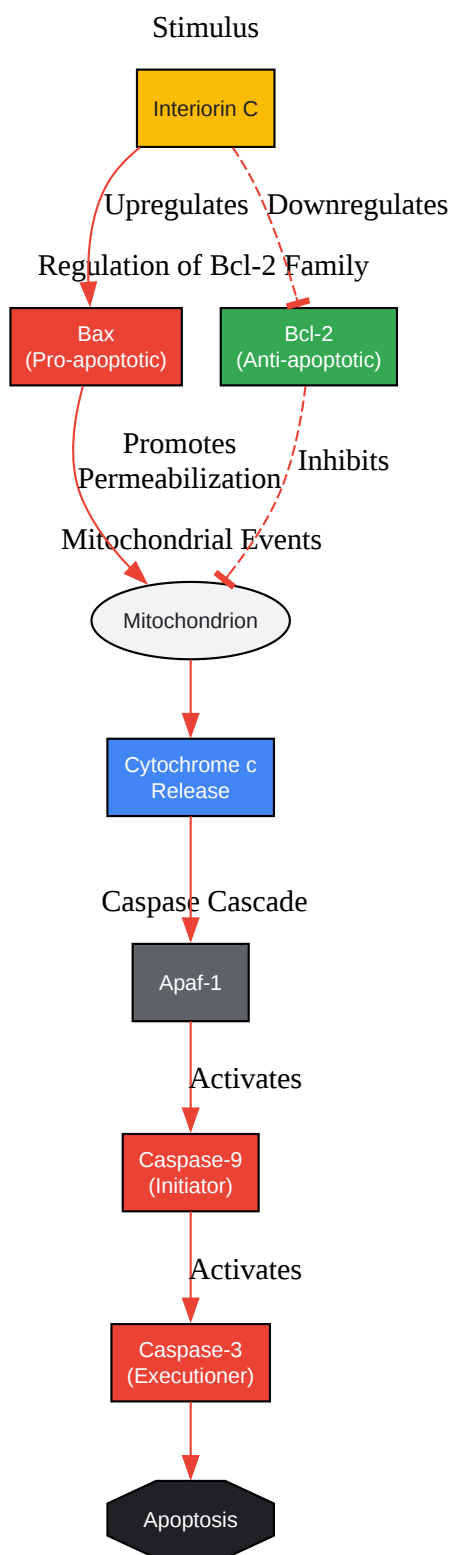 Stimulus
Interiorin C
Upregulates
Downregulates
Regulation of Bcl-2 Family
Bax
(Pro-apoptotic)
Bcl-2
(Anti-apoptotic)
Promotes
Permeabilization
Inhibits
Mitochondrial Events
Mitochondrion
Cytochrome c
Release
Caspase Cascade
Apaf-1
Activates
Caspase-9
(Initiator)
Activates
Caspase-3
(Executioner)
Apoptosis